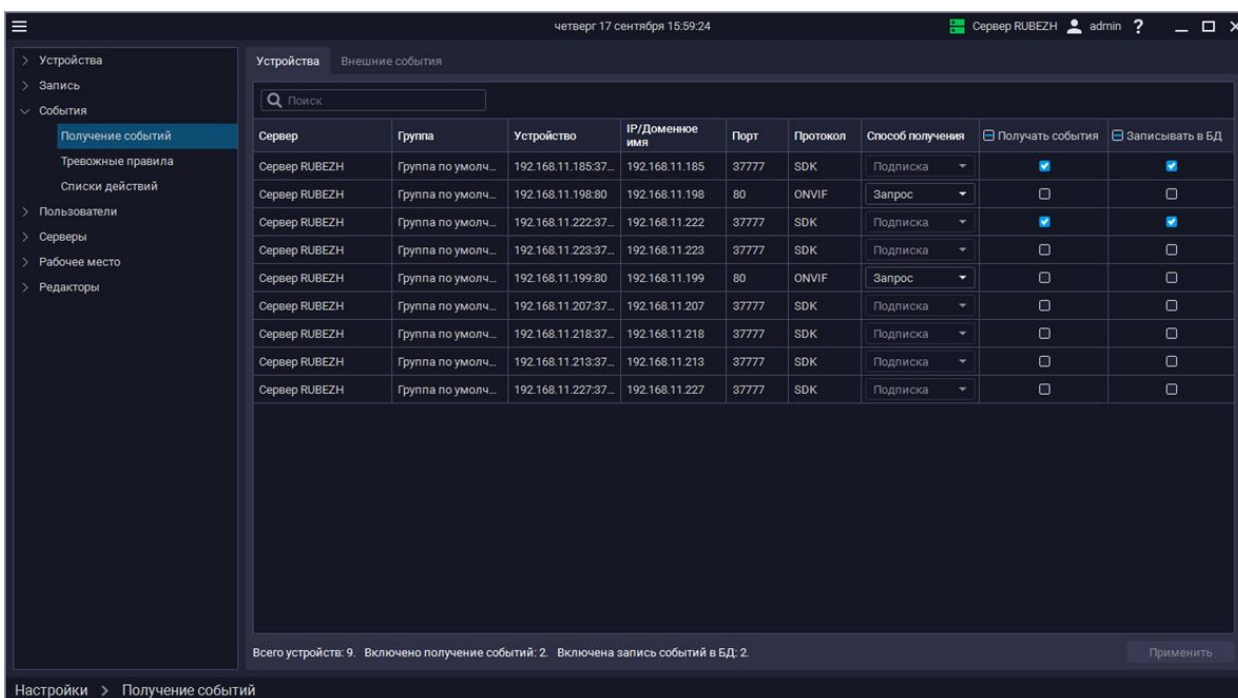 четверг 17 сентября 15:59:24 Сервер RUBEZH admin ?
Устройства
Запись
События
Получение событий
Тревожные правила
Списки действий
Пользователи
Серверы
Рабочее место
Редакторы
Устройства Внешние события
Поиск
Сервер Группа Устройство IP/Доменное имя Порт Протокол Способ получения Получать события Записывать в БД
Сервер RUBEZH Группа по умолч... 192.168.11.185:37... 192.168.11.185 37777 SDK Подписка
Сервер RUBEZH Группа по умолч... 192.168.11.198:80 192.168.11.198 80 ONVIF Запрос
Сервер RUBEZH Группа по умолч... 192.168.11.222:37... 192.168.11.222 37777 SDK Подписка
Сервер RUBEZH Группа по умолч... 192.168.11.223:37... 192.168.11.223 37777 SDK Подписка
Сервер RUBEZH Группа по умолч... 192.168.11.199:80 192.168.11.199 80 ONVIF Запрос
Сервер RUBEZH Группа по умолч... 192.168.11.207:37... 192.168.11.207 37777 SDK Подписка
Сервер RUBEZH Группа по умолч... 192.168.11.218:37... 192.168.11.218 37777 SDK Подписка
Сервер RUBEZH Группа по умолч... 192.168.11.213:37... 192.168.11.213 37777 SDK Подписка
Сервер RUBEZH Группа по умолч... 192.168.11.227:37... 192.168.11.227 37777 SDK Подписка
Всего устройств: 9. Включено получение событий: 2. Включена запись событий в БД: 2. Применить
Настройки > Получение событий